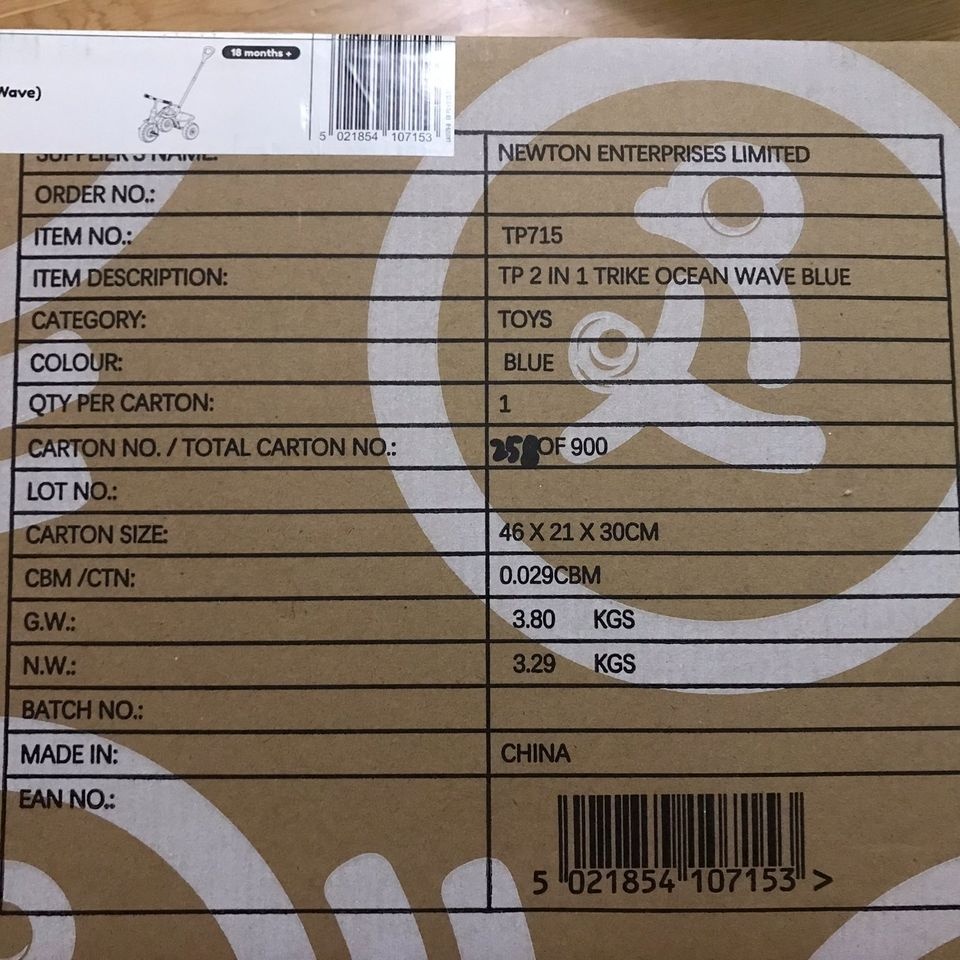 Wave)
18 months +
5 021854 107153
SUPPLIER'S NAME: NEWTON ENTERPRISES LIMITED
ORDER NO.:
ITEM NO.: TP715
ITEM DESCRIPTION: TP 2 IN 1 TRIKE OCEAN WAVE BLUE
CATEGORY: TOYS
COLOUR: BLUE
QTY PER CARTON: 1
CARTON NO. / TOTAL CARTON NO.: OF 900
LOT NO.:
CARTON SIZE: 46 X 21 X 30CM
CBM /CTN: 0.029CBM
G.W.: 3.80 KGS
N.W.: 3.29 KGS
BATCH NO.:
MADE IN: CHINA
EAN NO.:
5 021854 107153 >